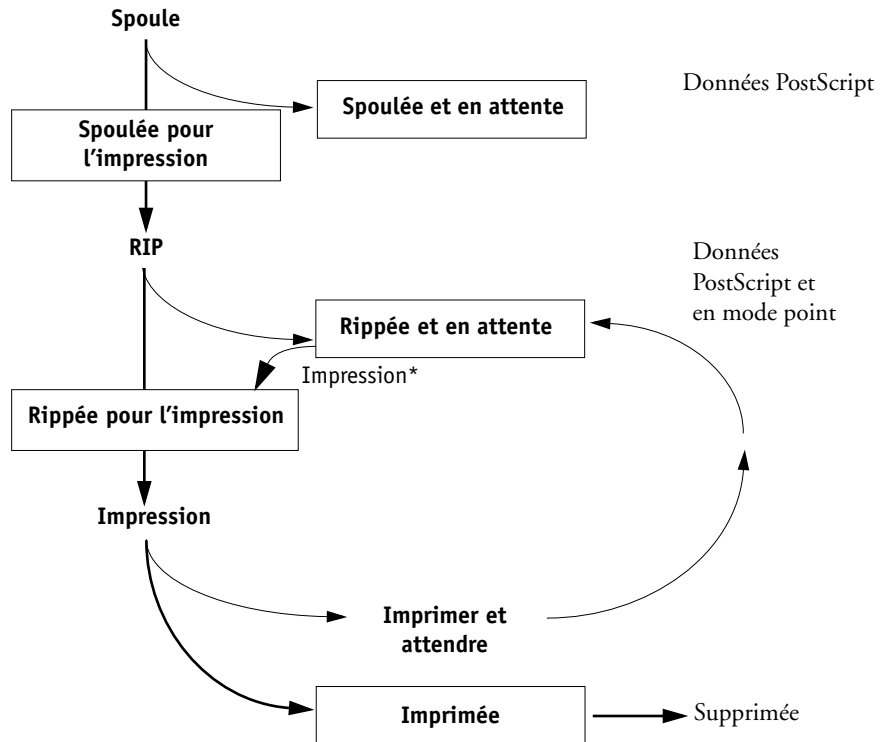 Spoule
Données PostScript
Spoulée et en attente
Spoulée pour
l'impression
RIP
Données
PostScript et
en mode point
Rippée et en attente
Impression*
Rippée pour l'impression
Impression
Imprimer et
attendre
Imprimée
Supprimée